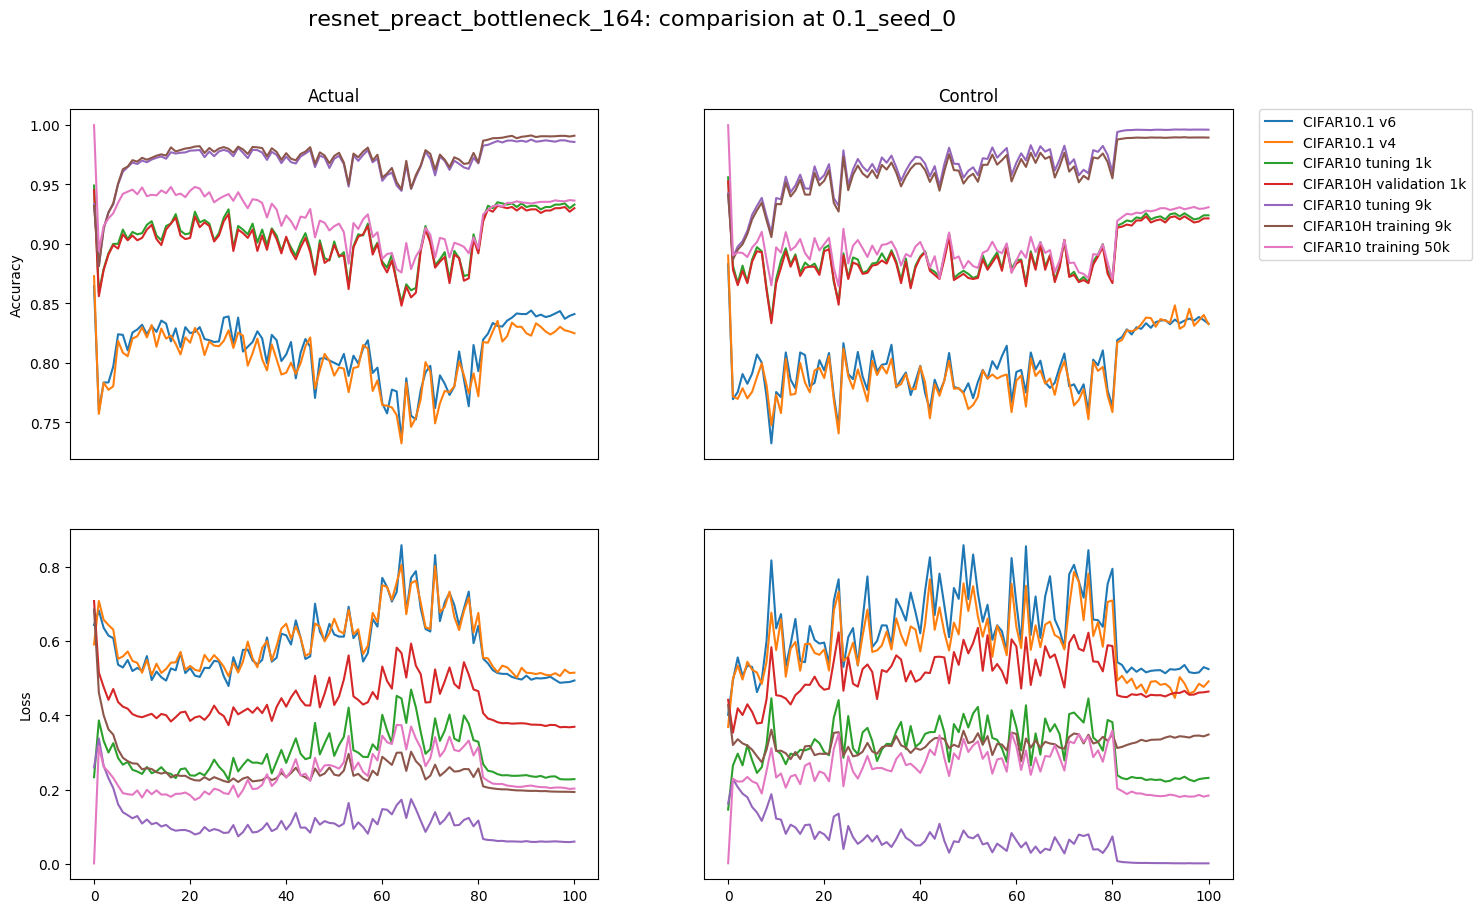 resnet_preact_bottleneck_164: comparision at 0.1_seed_0
Actual
Control
Accuracy
1.00
0.95
0.90
0.85
0.80
0.75
CIFAR10.1 v6
CIFAR10.1 v4
CIFAR10 tuning 1k
CIFAR10H validation 1k
CIFAR10 tuning 9k
CIFAR10H training 9k
CIFAR10 training 50k
Loss
0.8
0.6
0.4
0.2
0.0
0 20 40 60 80 100
0 20 40 60 80 100